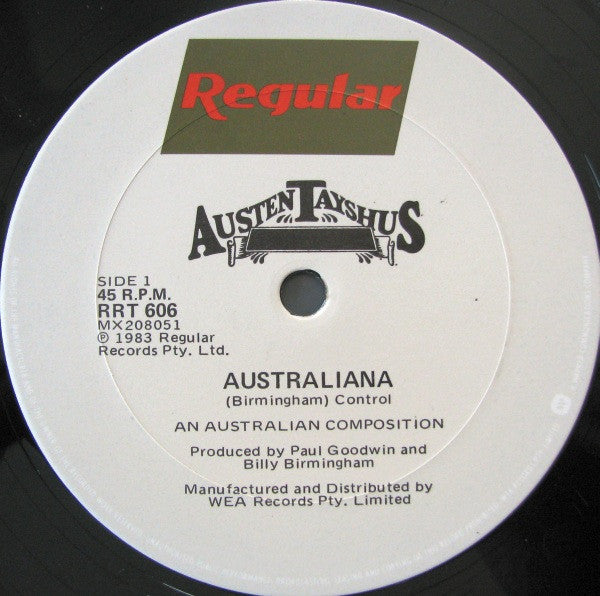 Regular
AUSTEN TAYSHUS
SIDE 1
45 R.P.M.
RRT 606
MX208051
℗ 1983 Regular
Records Pty. Ltd.
AUSTRALIANA
(Birmingham) Control
AN AUSTRALIAN COMPOSITION
Produced by Paul Goodwin and
Billy Birmingham
Manufactured and Distributed by
WEA Records Pty. Limited